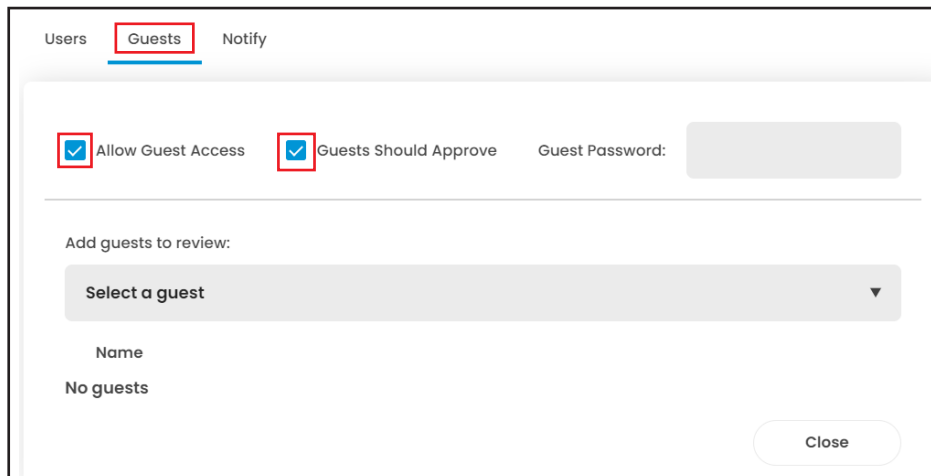 Users Guests Notify
Allow Guest Access Guests Should Approve Guest Password:
Add guests to review:
Select a guest
Name
No guests
Close